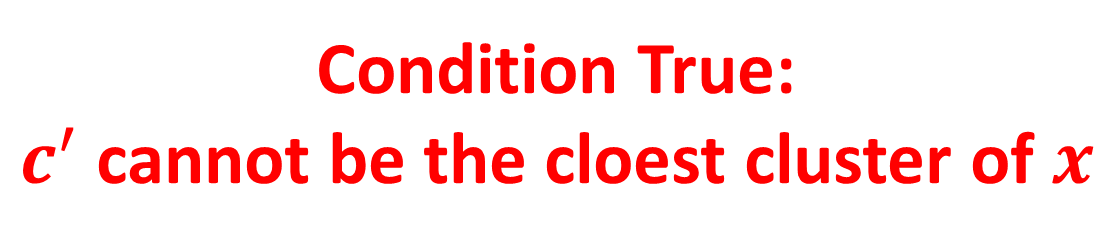 Condition True:
c′ cannot be the cloest cluster of x